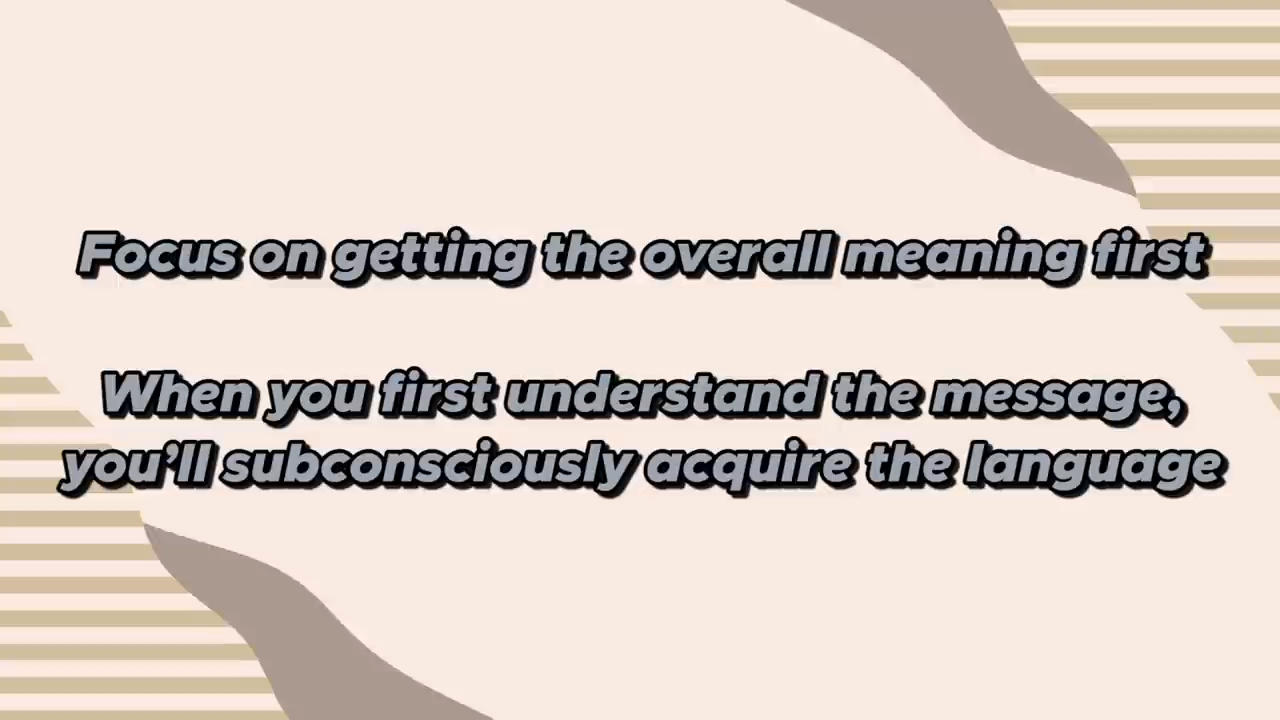 Focus on getting the overall meaning first
When you first understand the message,
you’ll subconsciously acquire the language